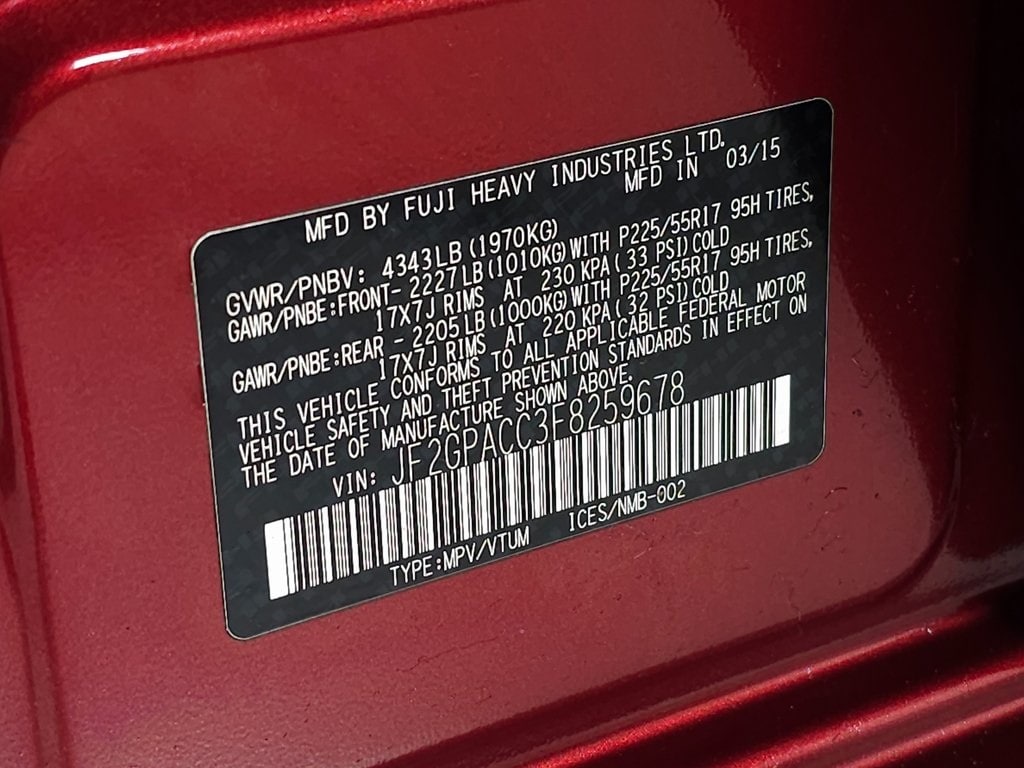 MFD BY FUJI HEAVY INDUSTRIES LTD.
MFD IN 03/15
GVWR/PNBV: 4343LB (1970KG)
GAWR/PNBE:FRONT- 2227LB (1010KG)WITH P225/55R17 95H TIRES,
17X7J RIMS AT 230 KPA( 33 PSI)COLD
GAWR/PNBE:REAR - 2205LB (1000KG)WITH P225/55R17 95H TIRES,
17X7J RIMS AT 220 KPA( 32 PSI)COLD
THIS VEHICLE CONFORMS TO ALL APPLICABLE FEDERAL MOTOR
VEHICLE SAFETY AND THEFT PREVENTION STANDARDS IN EFFECT ON
THE DATE OF MANUFACTURE SHOWN ABOVE.
VIN: JF2GPACC3F8259678
TYPE:MPV/VTUM ICES/NMB-002